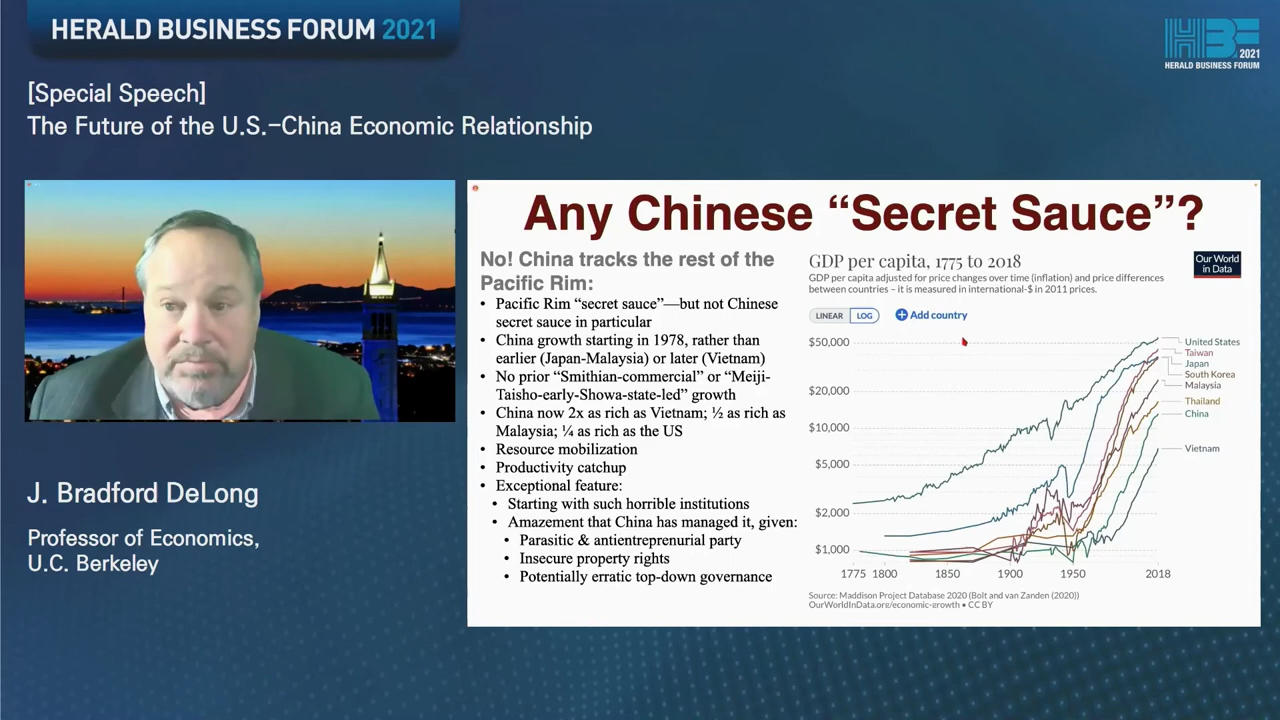 HERALD BUSINESS FORUM 2021
HBF
2021
HERALD BUSINESS FORUM
[Special Speech]
The Future of the U.S.-China Economic Relationship
J. Bradford DeLong
Professor of Economics,
U.C. Berkeley
Any Chinese “Secret Sauce”?
No! China tracks the rest of the
Pacific Rim:
• Pacific Rim “secret sauce”—but not Chinese
secret sauce in particular
• China growth starting in 1978, rather than
earlier (Japan-Malaysia) or later (Vietnam)
• No prior “Smithian-commercial” or “Meiji-
Taisho-early-Showa-state-led” growth
• China now 2x as rich as Vietnam; ½ as rich as
Malaysia; ¼ as rich as the US
• Resource mobilization
• Productivity catchup
• Exceptional feature:
• Starting with such horrible institutions
• Amazement that China has managed it, given:
• Parasitic & antientreprenurial party
• Insecure property rights
• Potentially erratic top-down governance
GDP per capita, 1775 to 2018
GDP per capita adjusted for price changes over time (inflation) and price differences
between countries – it is measured in international-$ in 2011 prices.
Our World
in Data
LINEAR LOG Add country
$50,000
$20,000
$10,000
$5,000
$2,000
$1,000
1775 1800 1850 1900 1950 2018
United States
Taiwan
Japan
South Korea
Malaysia
Thailand
China
Vietnam
Source: Maddison Project Database 2020 (Bolt and van Zanden (2020))
OurWorldInData.org/economic-growth • CC BY